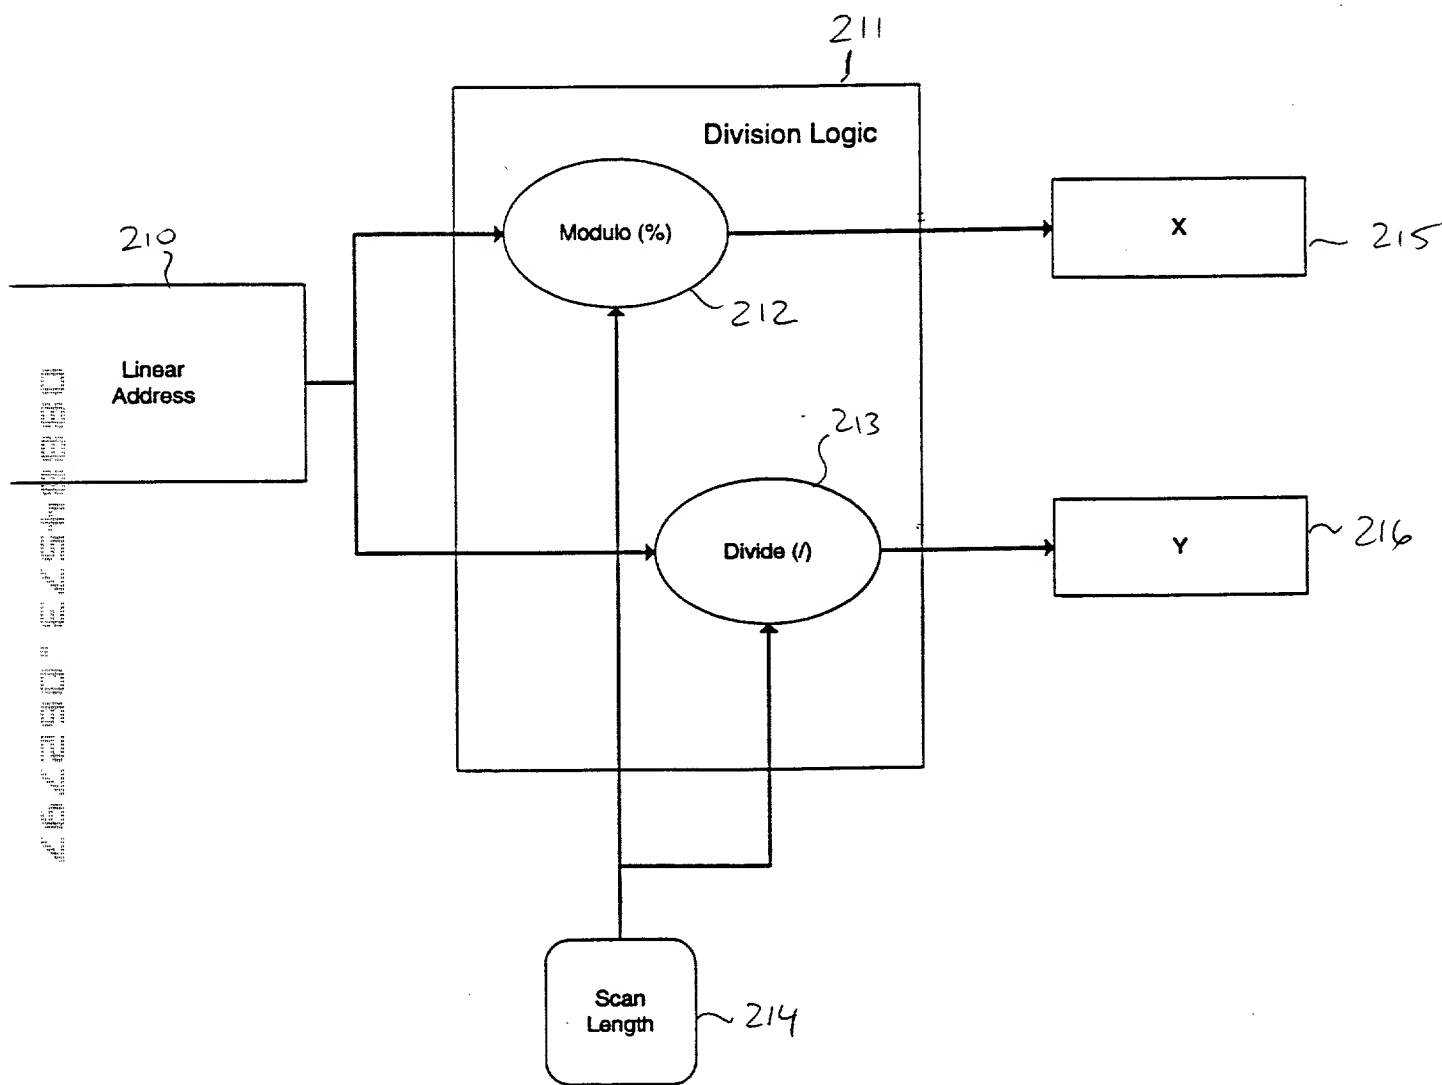 211
Division Logic
Modulo (%)
X
215
210
212
Linear
Address
213
Divide (/)
Y
216
Scan
Length
214